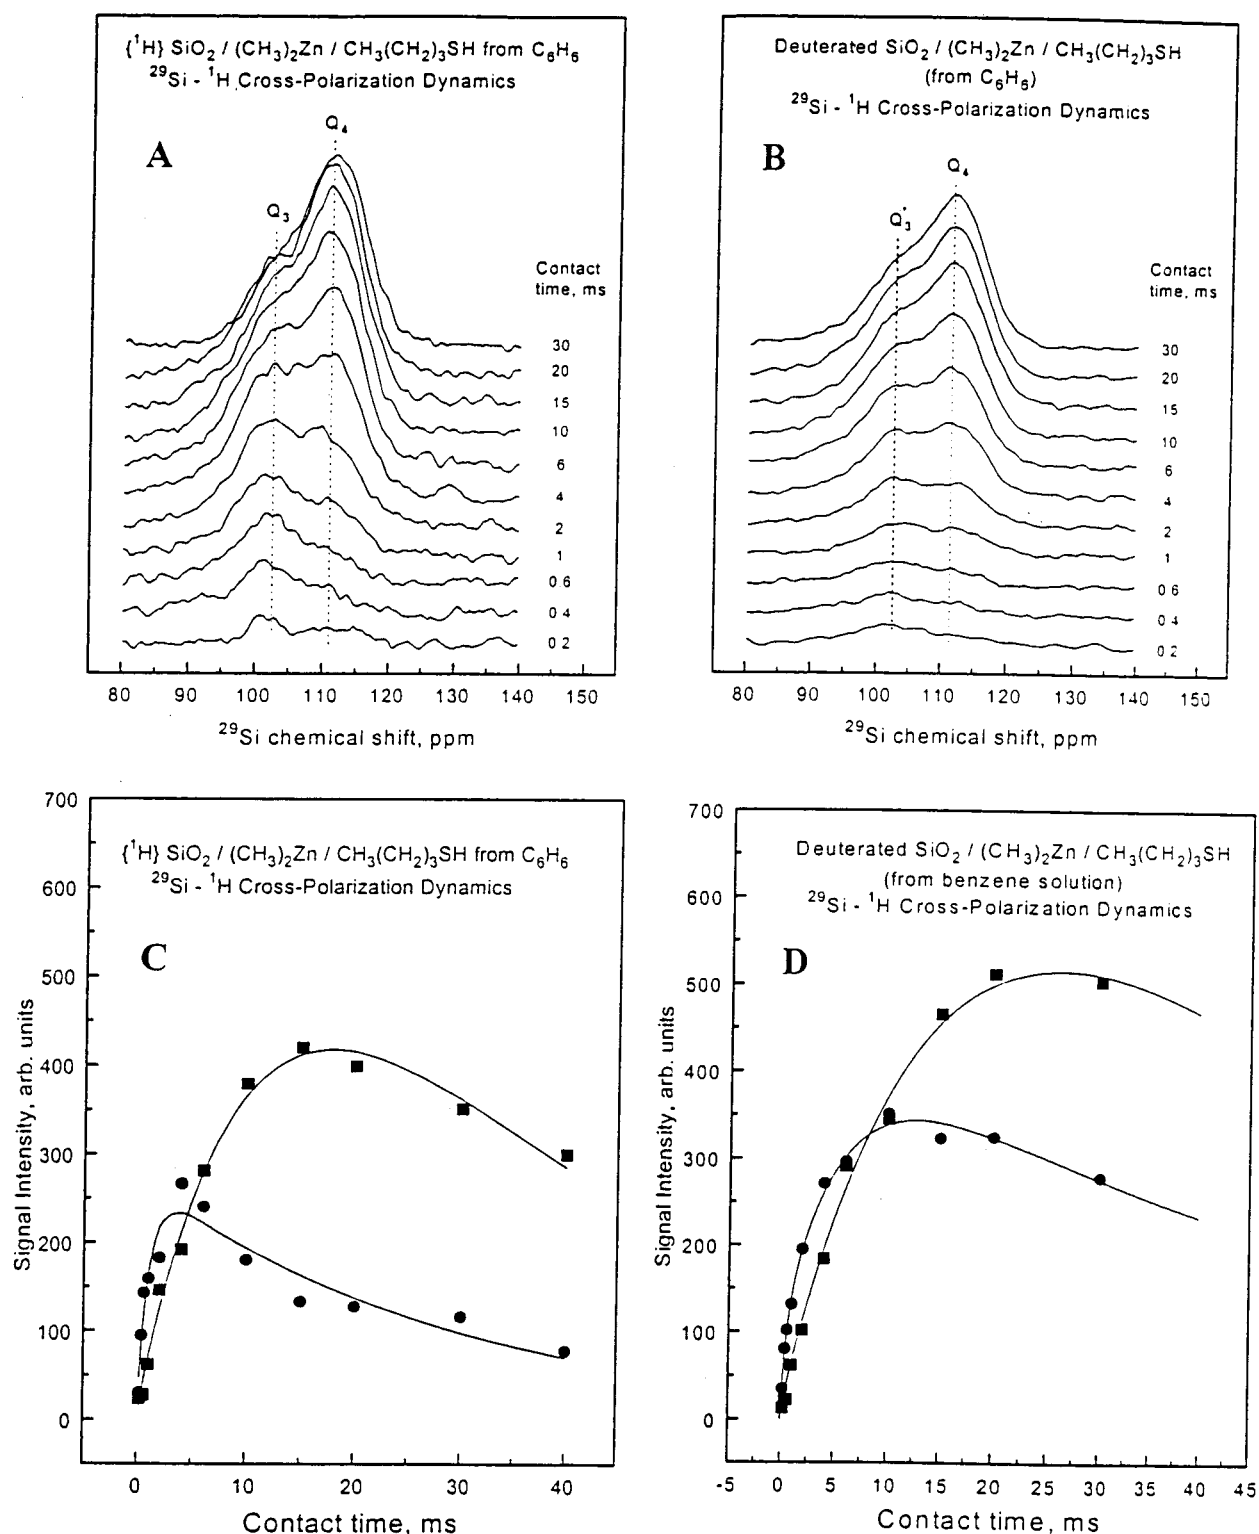 {¹H} SiO₂ / (CH₃)₂Zn / CH₃(CH₂)₃SH from C₆H₆
²⁹Si - ¹H Cross-Polarization Dynamics
A
Q₄
Q₃
Contact
time, ms
30
20
15
10
6
4
2
1
0 6
0 4
0 2
80 90 100 110 120 130 140 150
²⁹Si chemical shift, ppm
Deuterated SiO₂ / (CH₃)₂Zn / CH₃(CH₂)₃SH
(from C₆H₆)
²⁹Si - ¹H Cross-Polarization Dynamics
B
Q₄
Q₃*
Contact
time, ms
30
20
15
10
6
4
2
1
0 6
0 4
0 2
80 90 100 110 120 130 140 150
²⁹Si chemical shift, ppm
{¹H} SiO₂ / (CH₃)₂Zn / CH₃(CH₂)₃SH from C₆H₆
²⁹Si - ¹H Cross-Polarization Dynamics
C
Signal Intensity, arb. units
700
600
500
400
300
200
100
0
0 10 20 30 40
Contact time, ms
Deuterated SiO₂ / (CH₃)₂Zn / CH₃(CH₂)₃SH
(from benzene solution)
²⁹Si - ¹H Cross-Polarization Dynamics
D
Signal Intensity, arb. units
700
600
500
400
300
200
100
0
-5 0 5 10 15 20 25 30 35 40 45
Contact time, ms